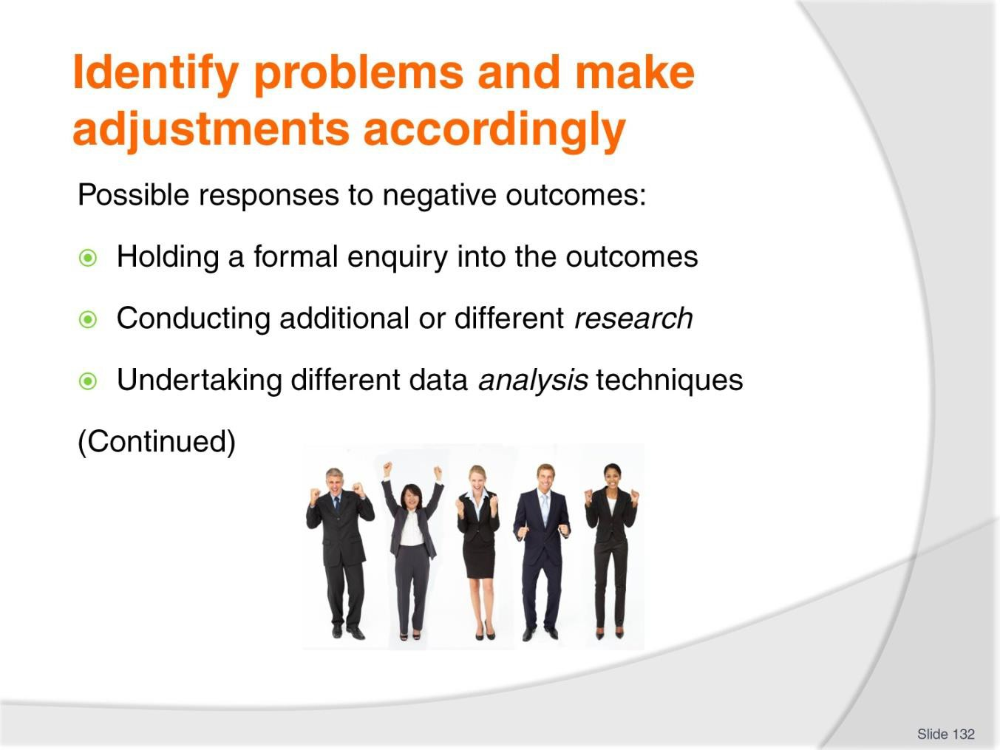 Identify problems and make
adjustments accordingly
Possible responses to negative outcomes:
Holding a formal enquiry into the outcomes
Conducting additional or different research
Undertaking different data analysis techniques
(Continued)
Slide 132